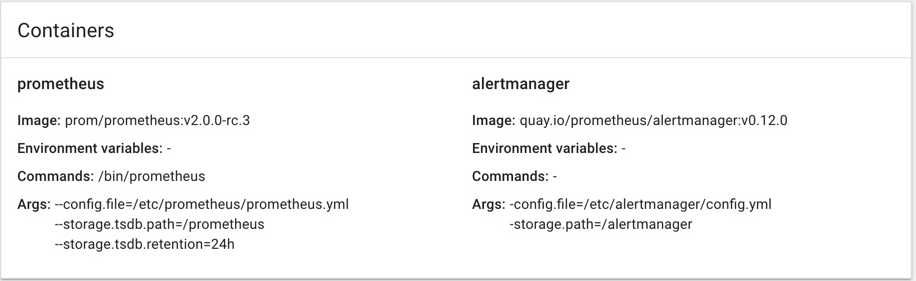 Containers
prometheus
Image: prom/prometheus:v2.0.0-rc.3
Environment variables: -
Commands: /bin/prometheus
Args: --config.file=/etc/prometheus/prometheus.yml
--storage.tsdb.path=/prometheus
--storage.tsdb.retention=24h
alertmanager
Image: quay.io/prometheus/alertmanager:v0.12.0
Environment variables: -
Commands: -
Args: -config.file=/etc/alertmanager/config.yml
-storage.path=/alertmanager